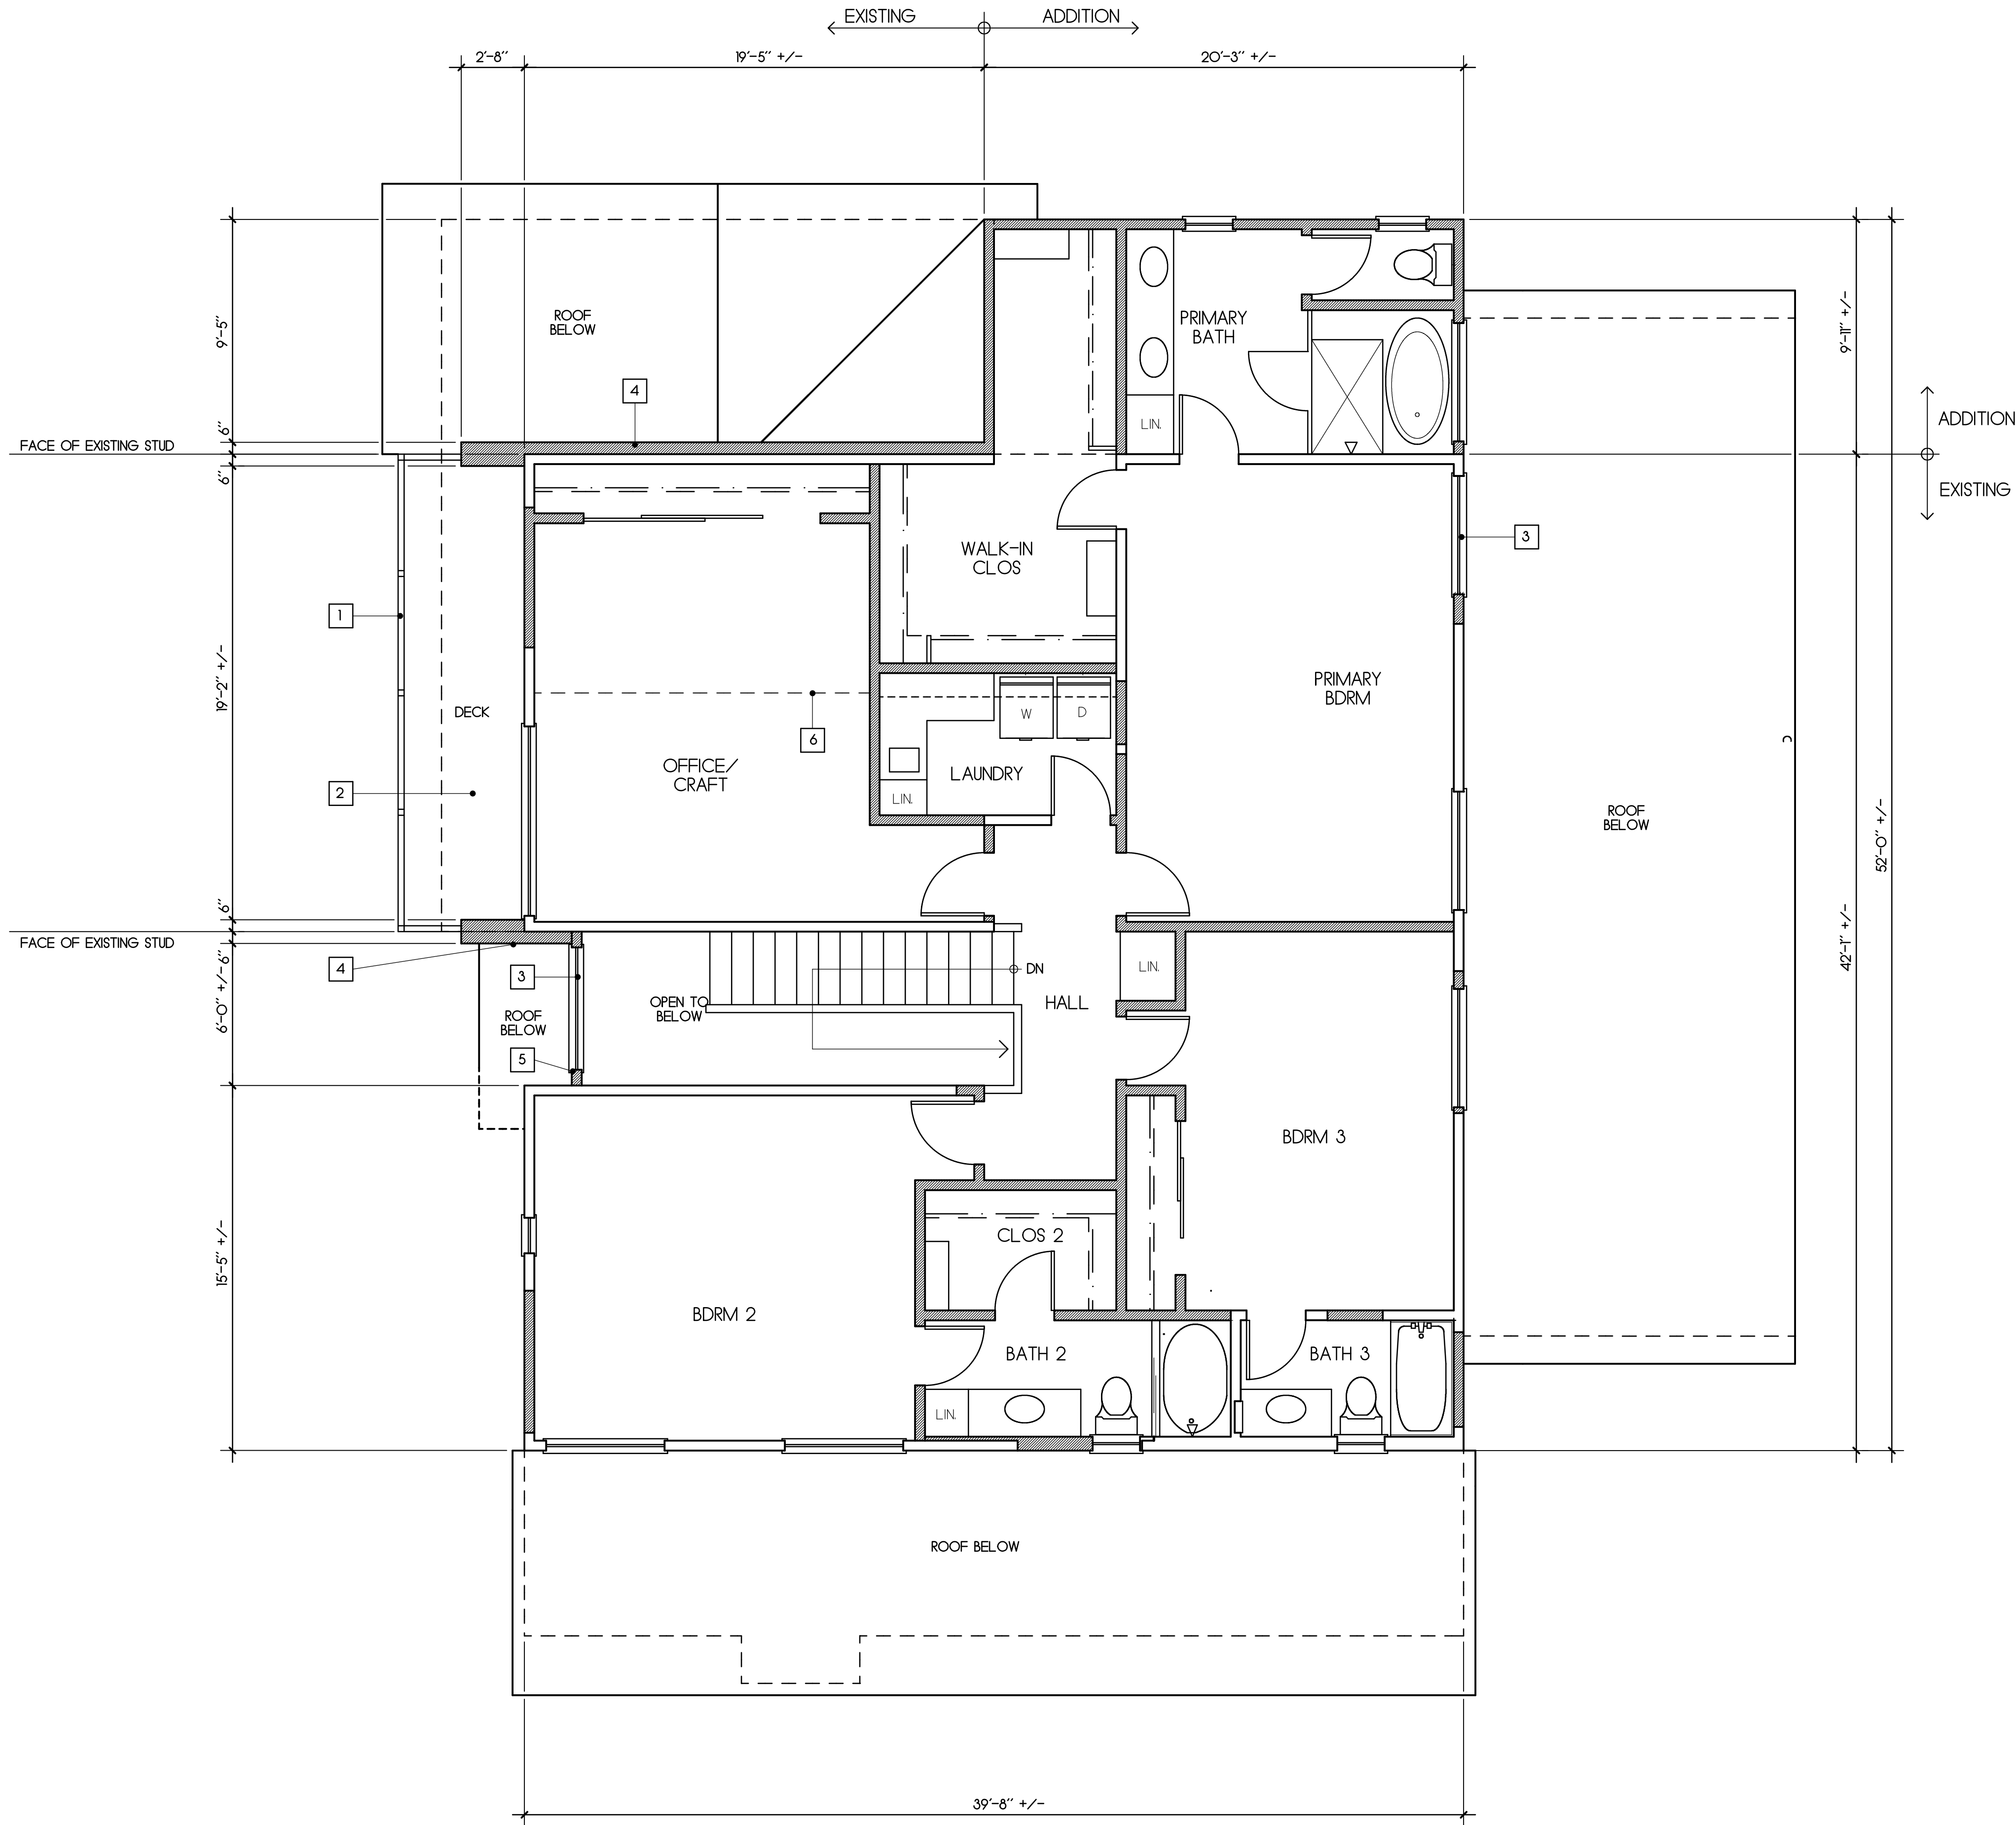 EXISTING
ADDITION
2'-8"
19'-5" +/-
20'-3" +/-
ROOF
BELOW
9'-5"
4
PRIMARY
BATH
LIN.
9'-11" +/-
ADDITION
EXISTING
6"
FACE OF EXISTING STUD
6"
3
WALK-IN
CLOS
1
19'-2" +/-
PRIMARY
BDRM
DECK
W
D
6
OFFICE/
CRAFT
LAUNDRY
LIN.
2
ROOF
BELOW
52'-0" +/-
6"
FACE OF EXISTING STUD
42'-1" +/-
4
3
DN
LIN.
HALL
OPEN TO
BELOW
ROOF
BELOW
5
6'-0" +/-
6"
BDRM 3
CLOS 2
15'-5" +/-
BDRM 2
BATH 2
BATH 3
LIN.
ROOF BELOW
39'-8" +/-